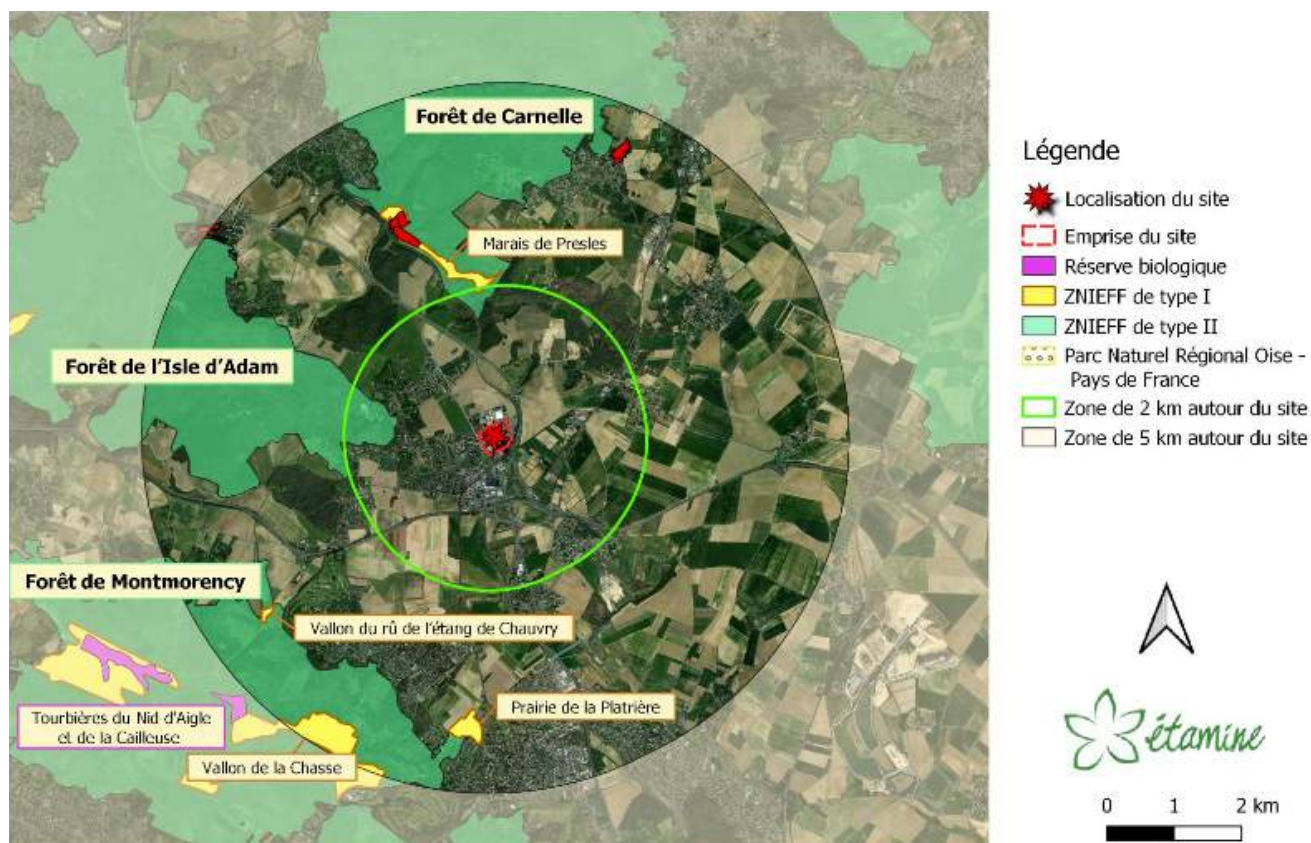 Forêt de Carnelle
Marais de Presles
Forêt de l'Isle d'Adam
Forêt de Montmorency
Vallon du rû de l'étang de Chauvry
Prairie de la Platrière
Tourbières du Nid d'Aigle
et de la Cailleuse
Vallon de la Chasse
Légende
Localisation du site
Emprise du site
Réserve biologique
ZNIEFF de type I
ZNIEFF de type II
Parc Naturel Régional Oise -
Pays de France
Zone de 2 km autour du site
Zone de 5 km autour du site
étamine
0 1 2 km